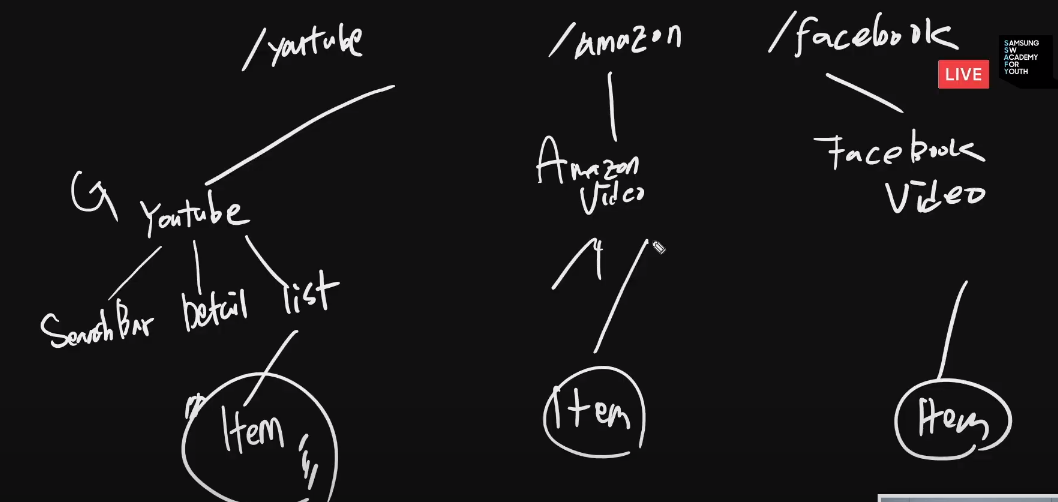 /youtube
/amazon
/facebook
SAMSUNG
SW
ACADEMY
FOR
YOUTH
LIVE
Amazon
Video
FaceBook
Video
Youtube
SearchBar
Detail
list
Item
Item
Item